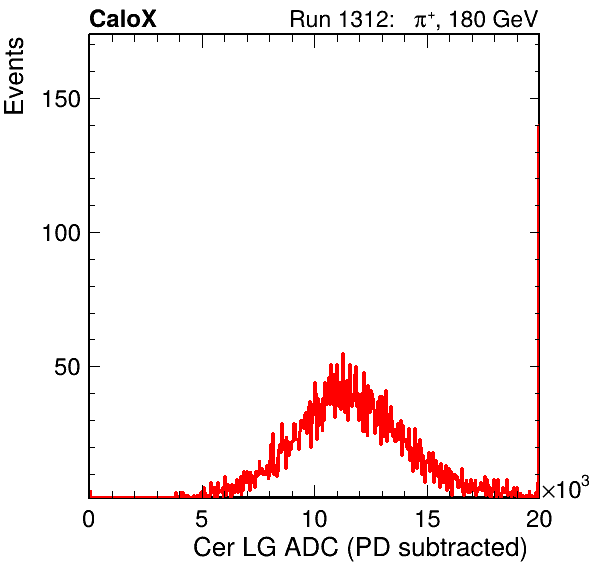 CaloX Run 1312: π⁺, 180 GeV
Events
150
100
50
0 5 10 15 20
×10³
Cer LG ADC (PD subtracted)